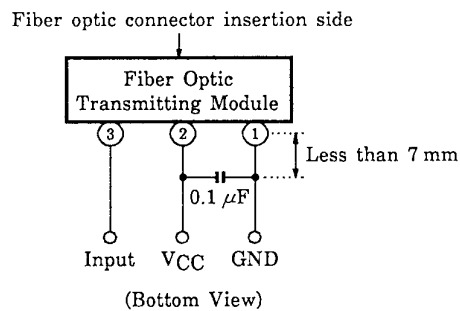 Fiber optic connector insertion side
Fiber Optic
Transmitting Module
3 2 1
Less than 7 mm
0.1 μF
Input VCC GND
(Bottom View)